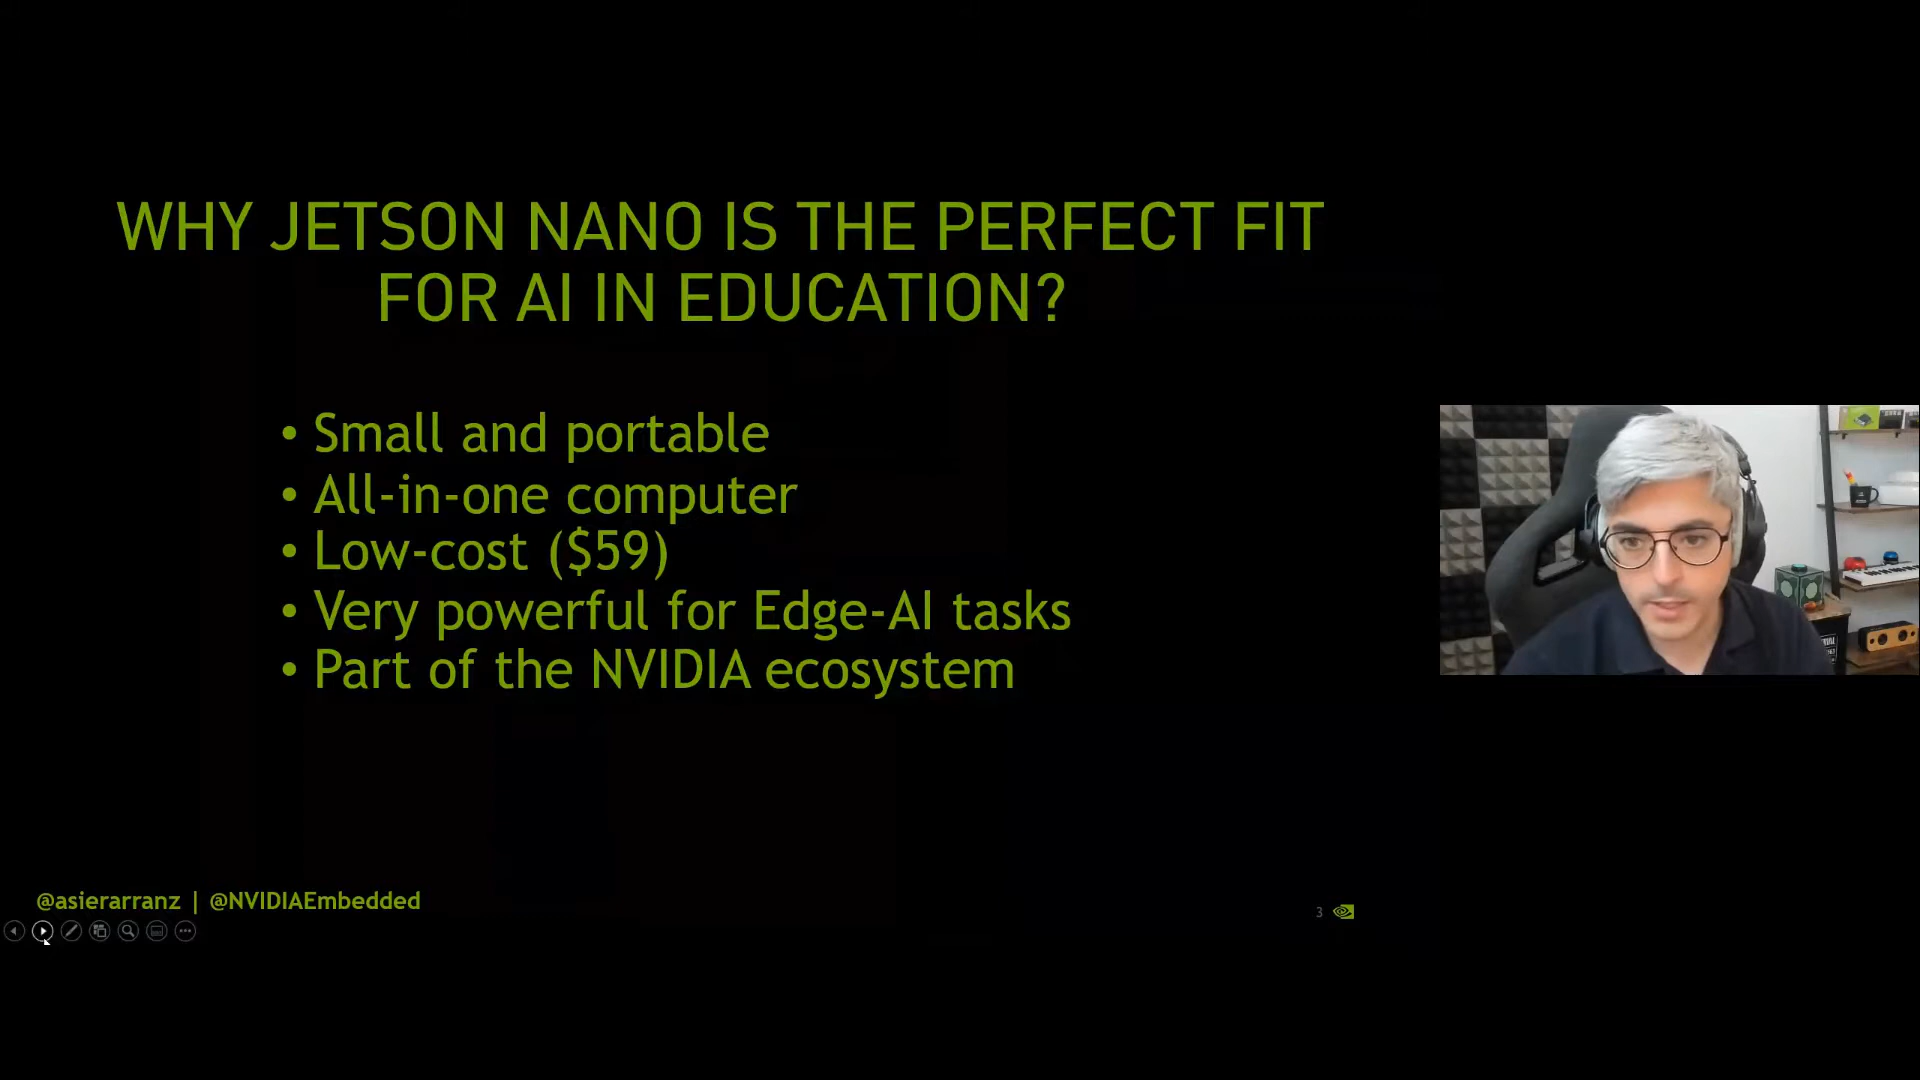 WHY JETSON NANO IS THE PERFECT FIT
FOR AI IN EDUCATION?
• Small and portable
• All-in-one computer
• Low-cost ($59)
• Very powerful for Edge-AI tasks
• Part of the NVIDIA ecosystem
@asierarranz | @NVIDIAEmbedded
3